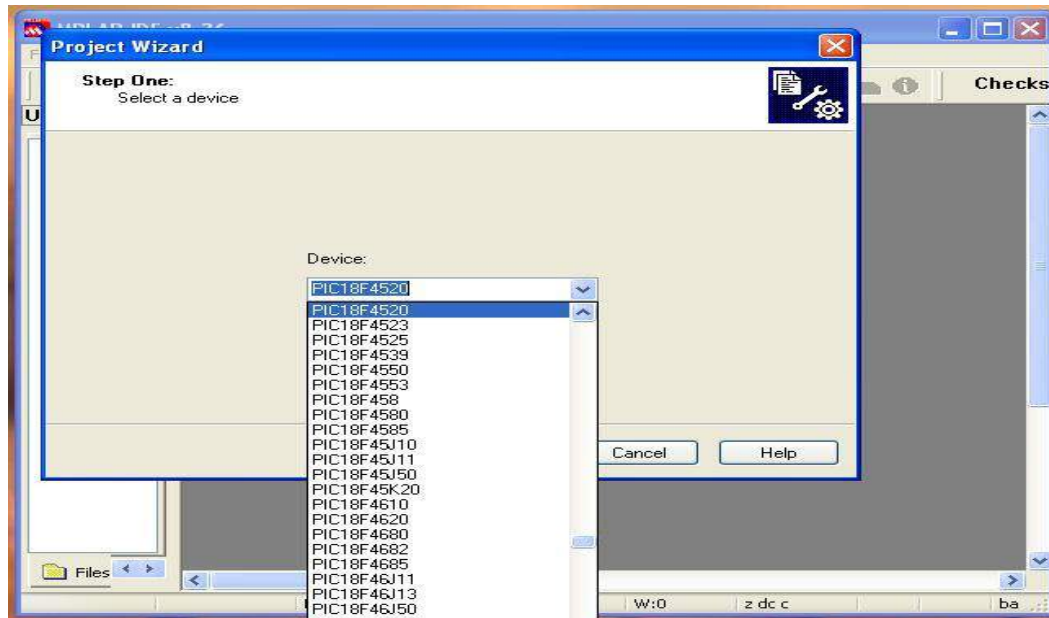 Project Wizard
Step One:
Select a device
Checks
U
Device:
PIC18F4520
PIC18F4520
PIC18F4523
PIC18F4525
PIC18F4539
PIC18F4550
PIC18F4553
PIC18F458
PIC18F4580
PIC18F4585
PIC18F45J10
PIC18F45J11
PIC18F45J50
PIC18F45K20
PIC18F4610
PIC18F4620
PIC18F4680
PIC18F4682
PIC18F4685
PIC18F46J11
PIC18F46J13
PIC18F46J50
Cancel
Help
Files
W:0
z dc c
ba